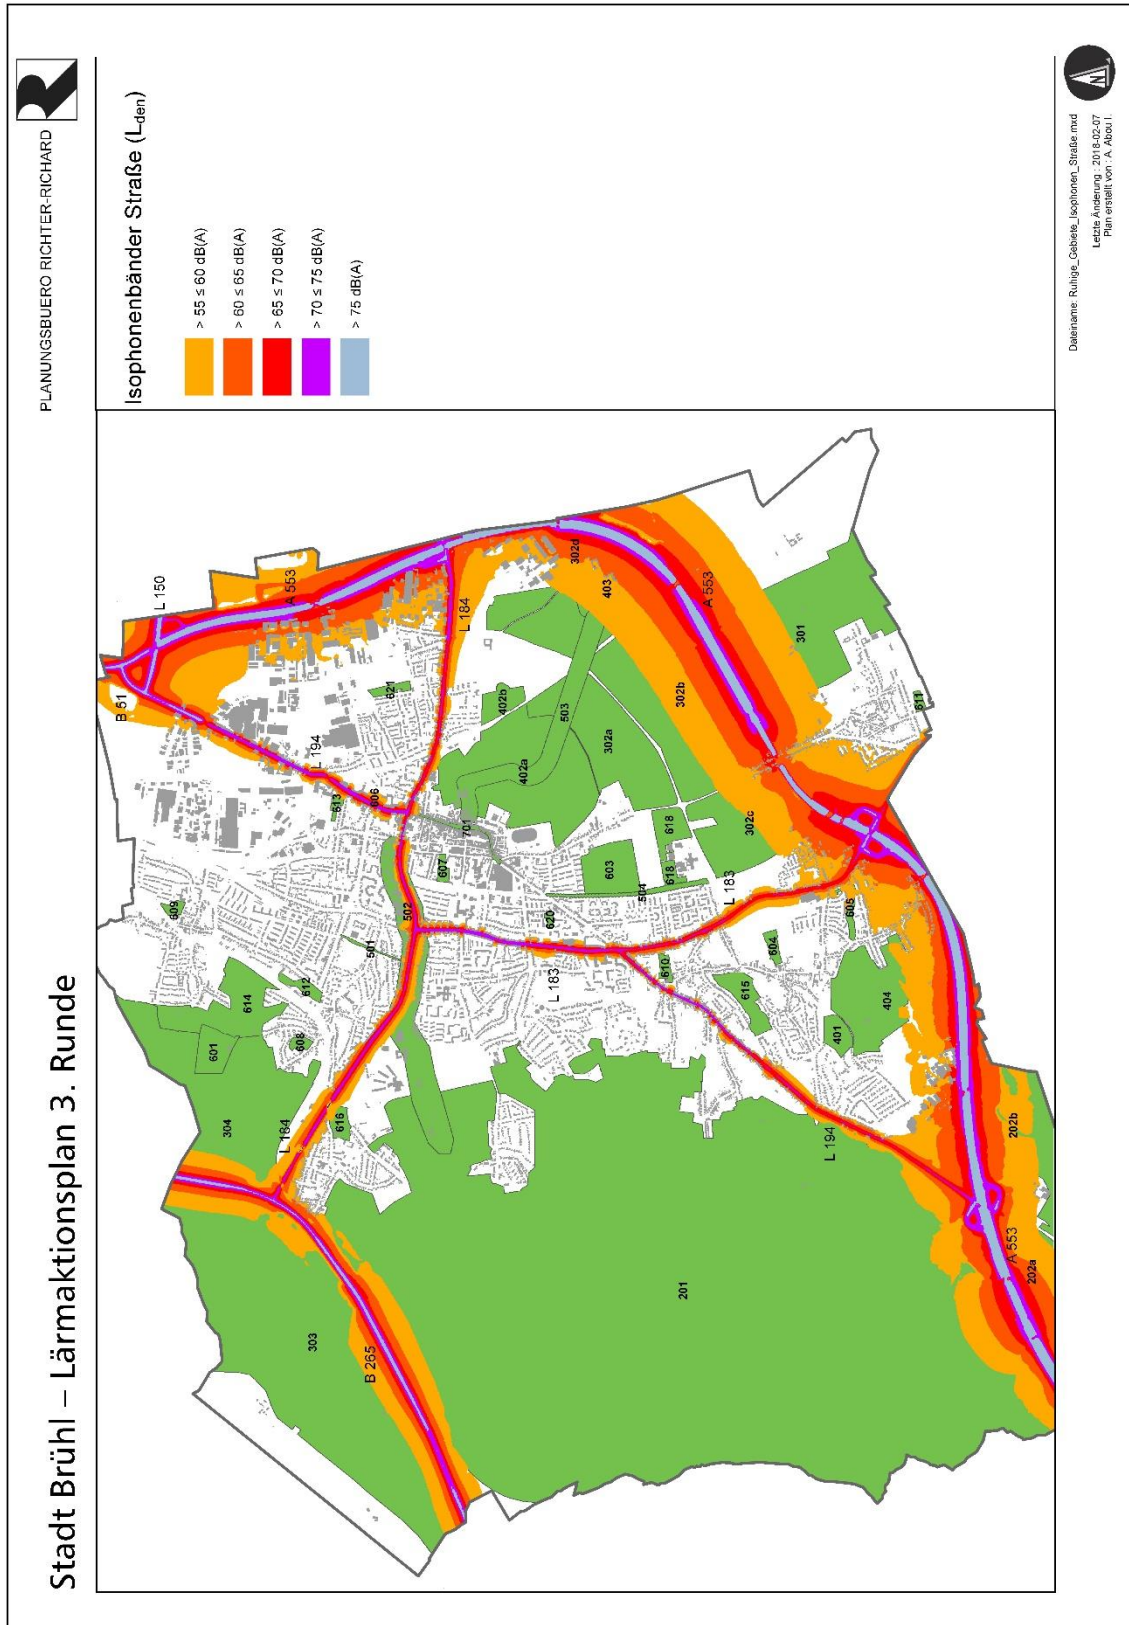 Stadt Brühl – Lärmaktionsplan 3. Runde
PLANUNGSBUERO RICHTER-RICHARD
Isophonenbänder Straße (Lden)
> 55 ≤ 60 dB(A)
> 60 ≤ 65 dB(A)
> 65 ≤ 70 dB(A)
> 70 ≤ 75 dB(A)
> 75 dB(A)
B 51
L 150
A 553
L 194
L 184
L 184
B 265
L 183
L 183
L 194
A 553
A 553
609
614
601
612
608
304
616
303
501
502
613
606
621
607
701
402b
402a
503
403
302d
302a
302b
302c
301
611
603
618
618
504
620
610
604
605
615
401
404
201
202b
202a
Dateiname: Ruhige_Gebiete_Isophonen_Straße.mxd
Letzte Änderung : 2018-02-07
Plan erstellt von : A. Abou I.
N